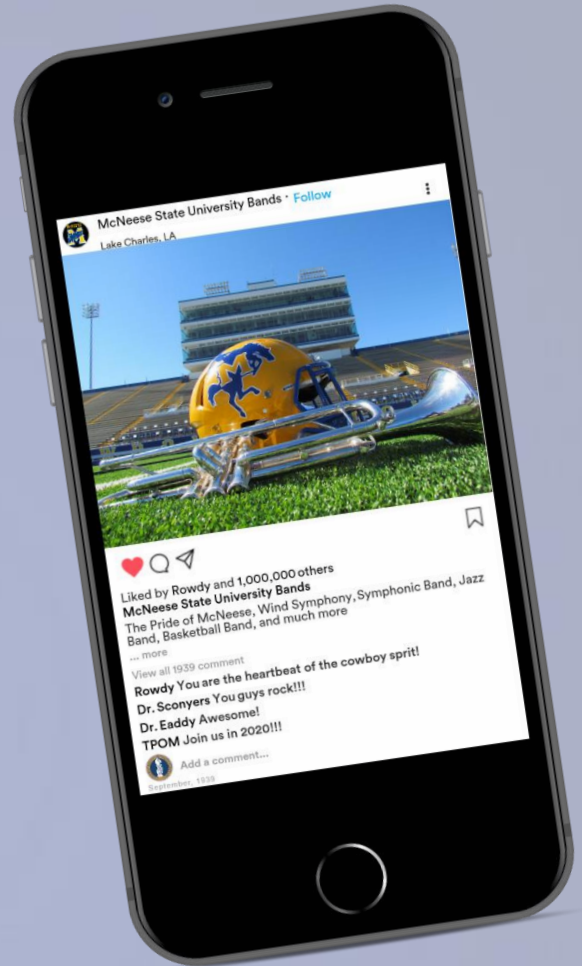 McNeese State University Bands · Follow
Lake Charles, LA
Liked by Rowdy and 1,000,000 others
McNeese State University Bands
The Pride of McNeese, Wind Symphony, Symphonic Band, Jazz
Band, Basketball Band, and much more
... more
View all 1939 comment
Rowdy You are the heartbeat of the cowboy sprit!
Dr. Sconyers You guys rock!!!
Dr. Eaddy Awesome!
TPOM Join us in 2020!!!
Add a comment...
September, 1939